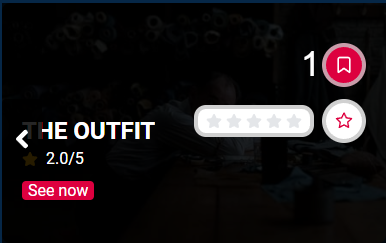 1
THE OUTFIT
2.0/5
See now